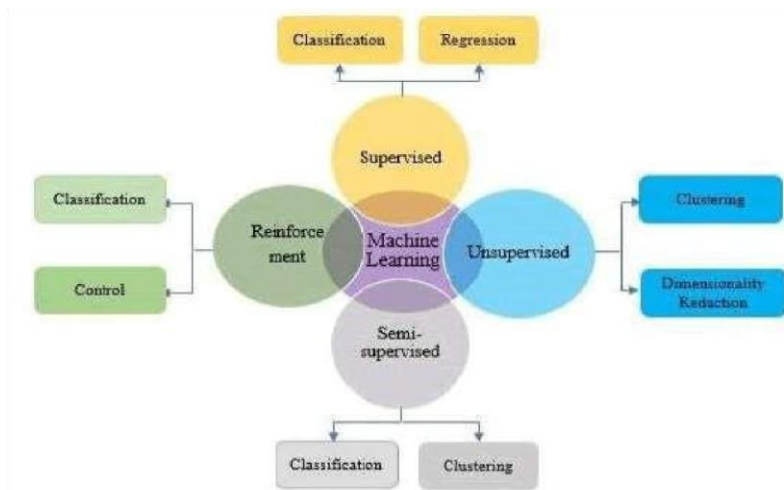 Classification
Regression
Supervised
Classification
Control
Reinforce
ment
Machine
Learning
Unsupervised
Clustering
Dimensionality
Reduction
Semi-
supervised
Classification
Clustering